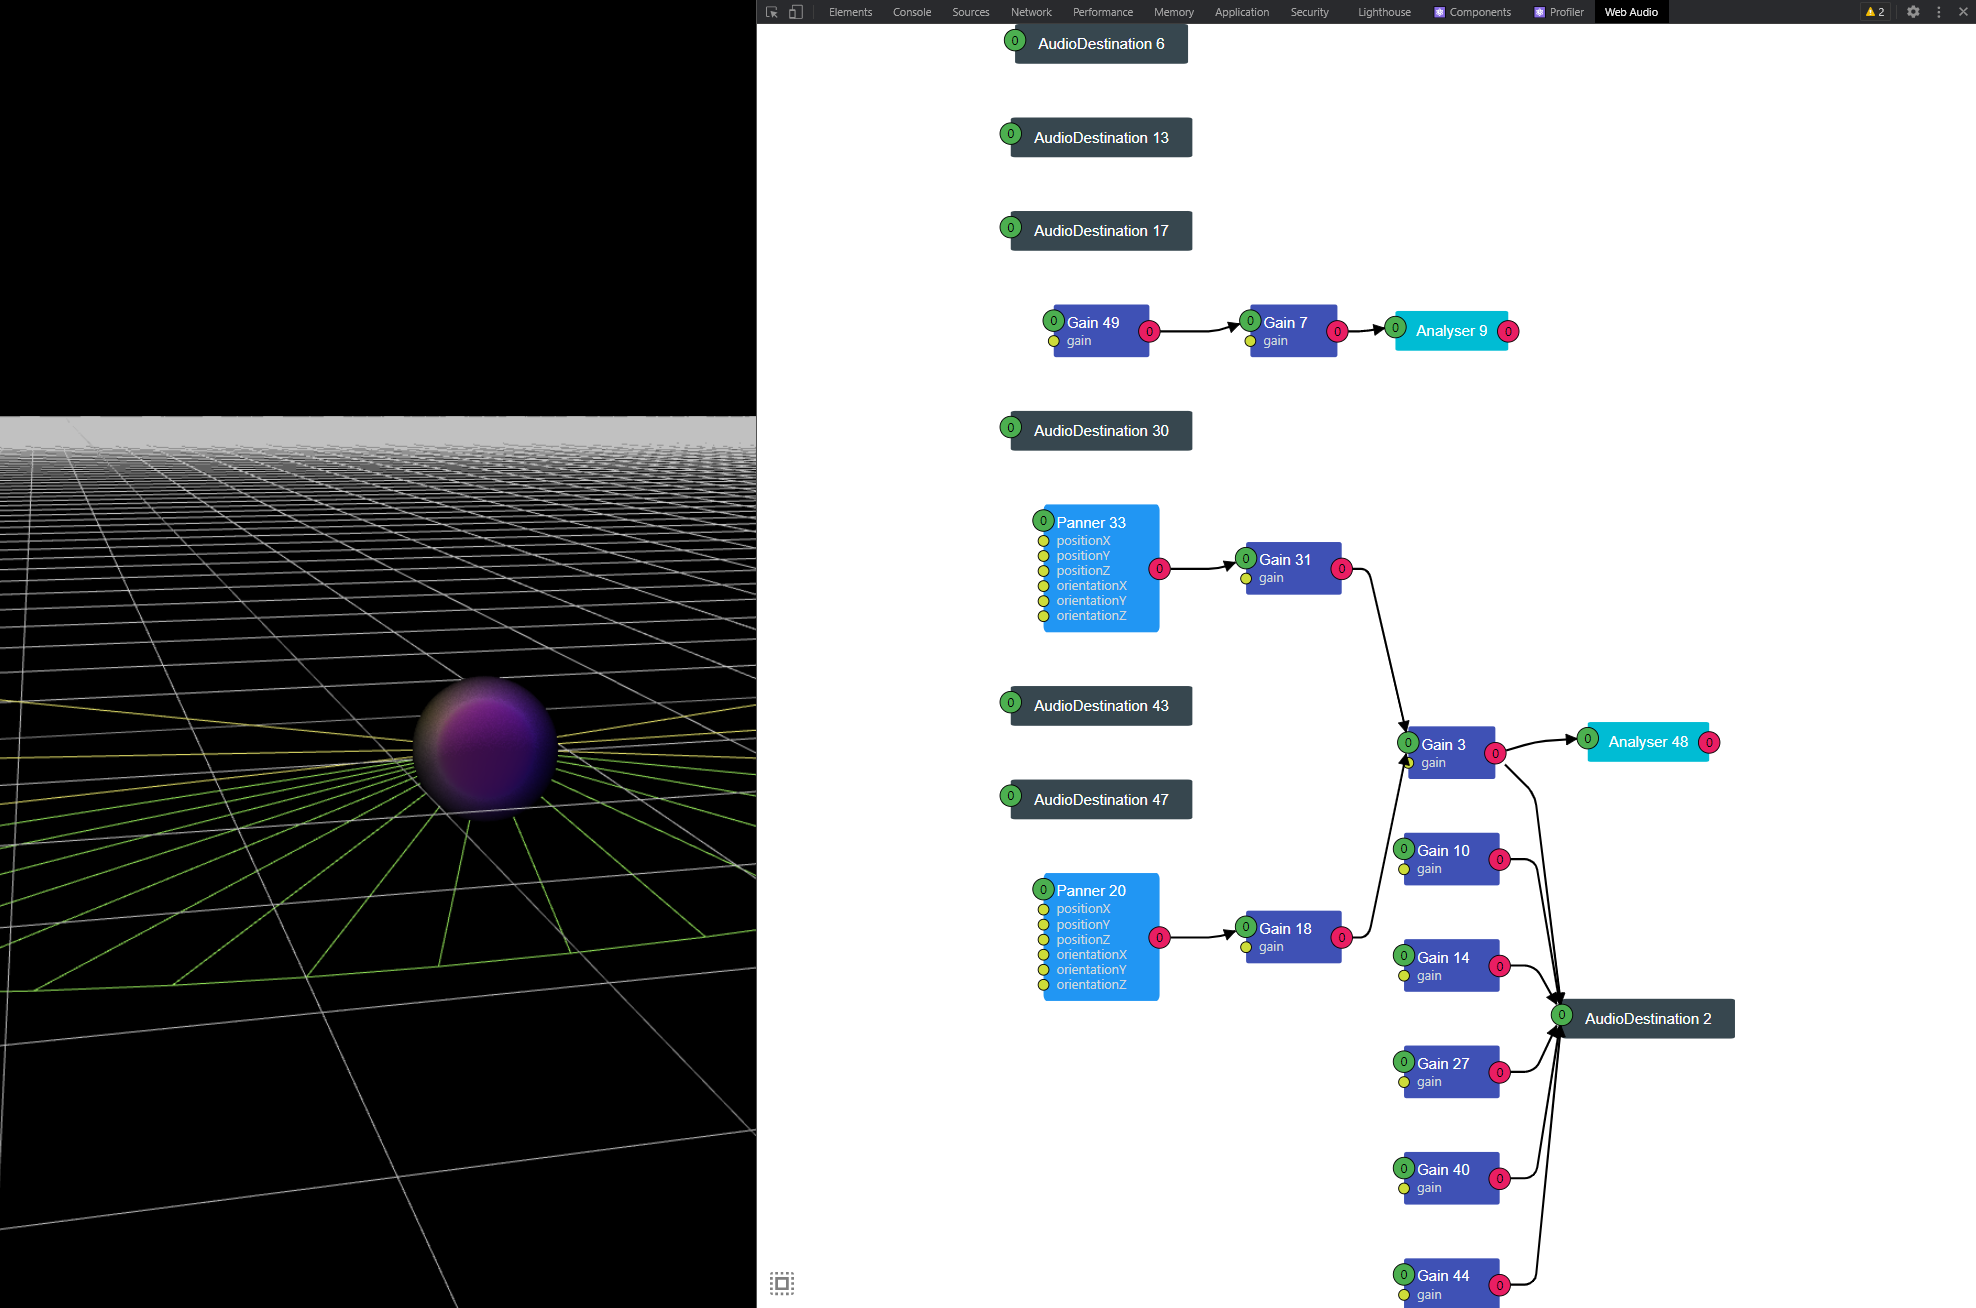 Elements Console Sources Network Performance Memory Application Security Lighthouse Components Profiler Web Audio 2
0 AudioDestination 6
0 AudioDestination 13
0 AudioDestination 17
0 Gain 49 0 0 Gain 7 0 0 Analyser 9 0
gain gain
0 AudioDestination 30
0 Panner 33
positionX
positionY
positionZ 0
orientationX
orientationY
orientationZ
0 Gain 31 0
gain
0 AudioDestination 43
0 Gain 3 0
gain
0 Analyser 48 0
0 AudioDestination 47
0 Gain 10 0
gain
0 Panner 20
positionX
positionY
positionZ 0
orientationX
orientationY
orientationZ
0 Gain 18 0
gain
0 Gain 14 0
gain
0 AudioDestination 2
0 Gain 27 0
gain
0 Gain 40 0
gain
0 Gain 44 0
gain